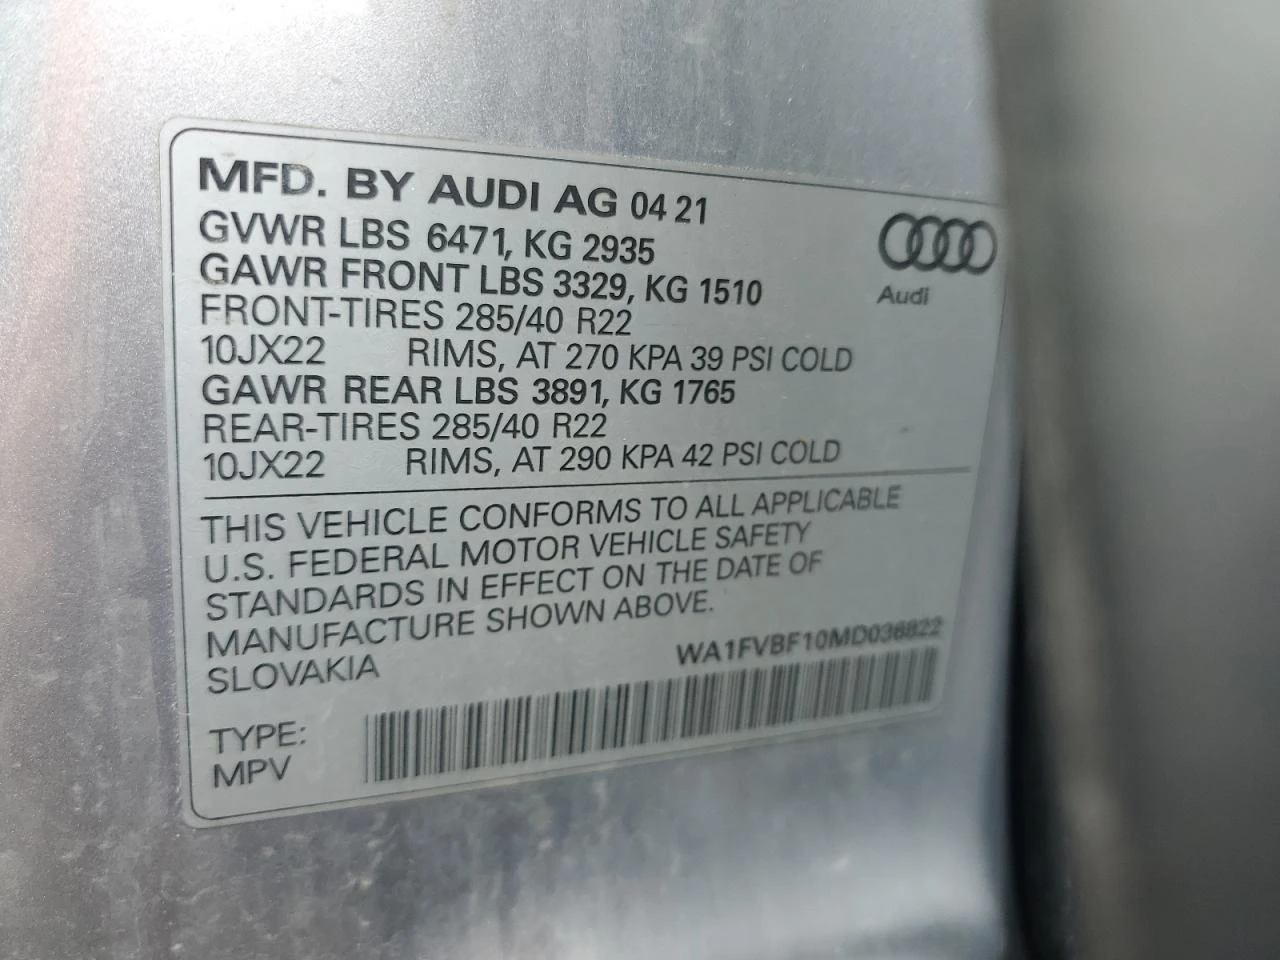 MFD. BY AUDI AG 04 21
GVWR LBS 6471, KG 2935
GAWR FRONT LBS 3329, KG 1510
FRONT-TIRES 285/40 R22
10JX22 RIMS, AT 270 KPA 39 PSI COLD
GAWR REAR LBS 3891, KG 1765
REAR-TIRES 285/40 R22
10JX22 RIMS, AT 290 KPA 42 PSI COLD
Audi
THIS VEHICLE CONFORMS TO ALL APPLICABLE
U.S. FEDERAL MOTOR VEHICLE SAFETY
STANDARDS IN EFFECT ON THE DATE OF
MANUFACTURE SHOWN ABOVE.
SLOVAKIA
TYPE:
MPV